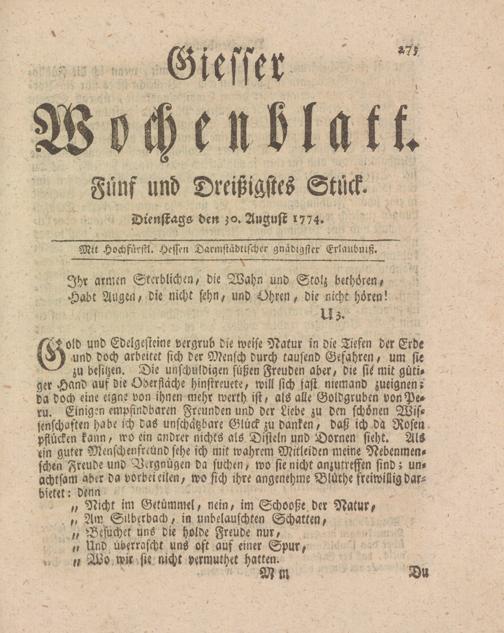 275
Giesser
Wochenblatt.
Fünf und Dreißigstes Stück.
Dienstags den 30. August 1774.
Mit Hochfürstl. Hessen Darmstädtischer gnädigster Erlaubniß.
Ihr armen Sterblichen, die Wahn und Stolz bethören,
Habt Augen, die nicht sehn, und Ohren, die nicht hören!
Uz.
Gold und Edelgesteine vergrub die weise Natur in die Tiefen der Erde
und doch arbeitet sich der Mensch durch tausend Gefahren, um sie
zu besitzen. Die unschuldigen süßen Freuden aber, die sie mit güti-
ger Hand auf die Oberfläche hinstreute, will sich fast niemand zueignen:
da doch eine eigne von ihnen mehr werth ist, als alle Goldgruben von Pe-
ru. Einigen empfindbaren Freunden und der Liebe zu den schönen Wis-
senschaften habe ich das unschätzbare Glück zu danken, daß ich da Rosen
pflücken kann, wo ein andrer nichts als Disteln und Dornen sieht. Als
ein guter Menschenfreund sehe ich mit wahrem Mitleiden meine Nebenmen-
schen Freude und Vergnügen da suchen, wo sie nicht anzutreffen sind; un-
achtsam aber da vorbei eilen, wo sich ihre angenehme Blüthe freiwillig dar-
bietet: denn
„ Nicht im Getümmel, nein, im Schooße der Natur,
„ Am Silberbach, in unbelauschten Schatten,
„ Besuchet uns die holde Freude nur,
„ Und überrascht uns oft auf einer Spur,
„ Wo wir sie nicht vermuthet hatten.
M m
Du